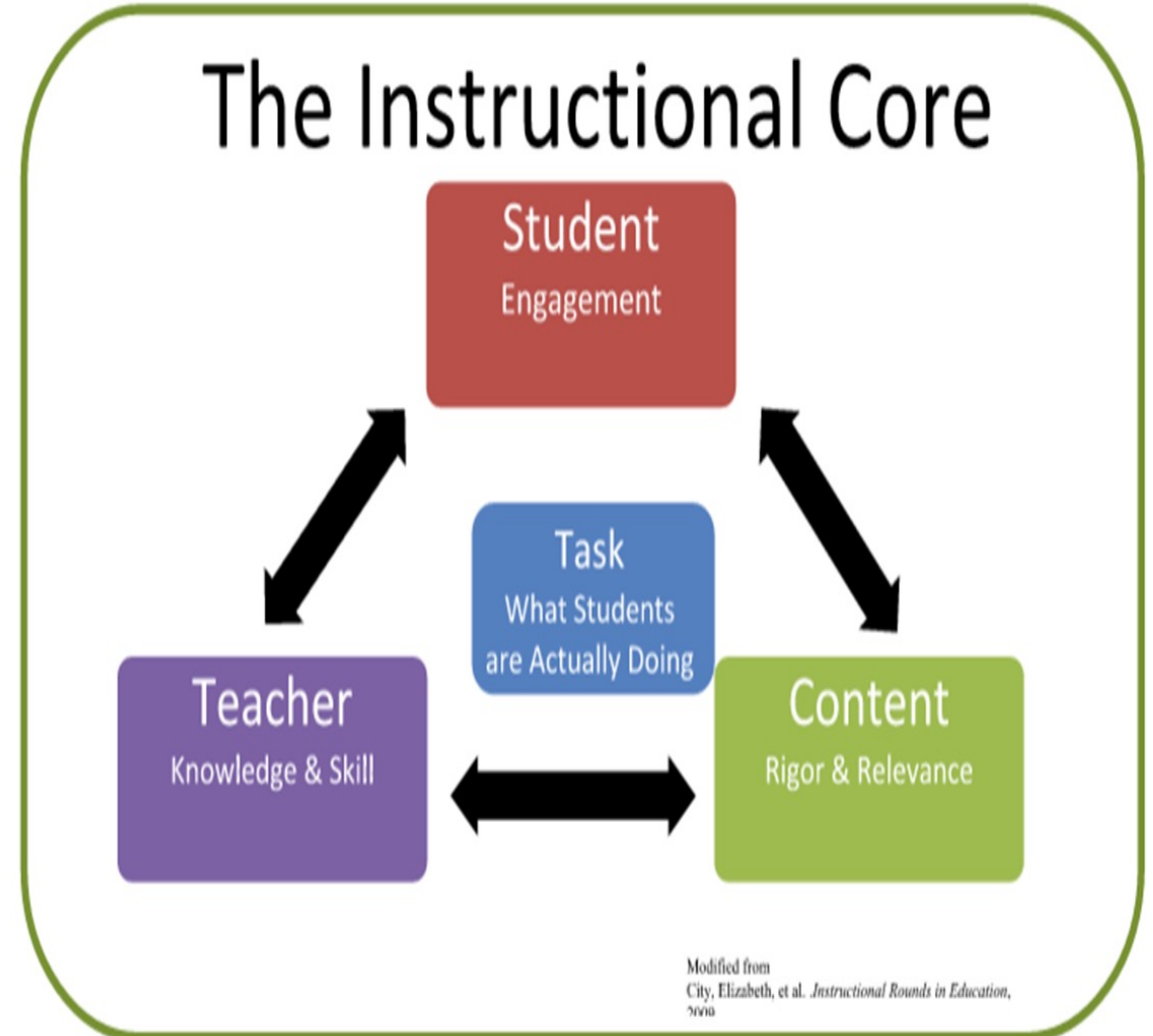 The Instructional Core
Student
Engagement
Task
What Students
are Actually Doing
Teacher
Knowledge & Skill
Content
Rigor & Relevance
Modified from
City, Elizabeth, et al. Instructional Rounds in Education,
2009